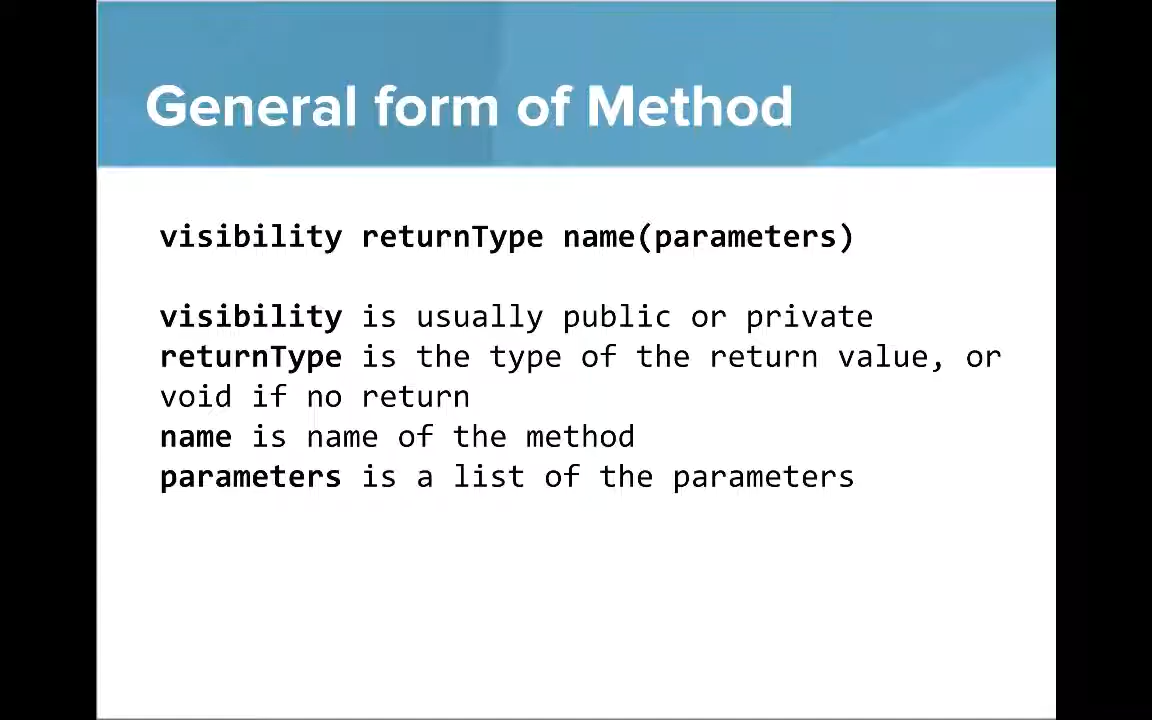 General form of Method
visibility returnType name(parameters)
visibility is usually public or private
returnType is the type of the return value, or
void if no return
name is name of the method
parameters is a list of the parameters